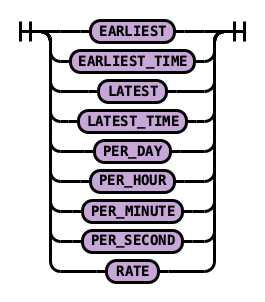 EARLIEST
EARLIEST_TIME
LATEST
LATEST_TIME
PER_DAY
PER_HOUR
PER_MINUTE
PER_SECOND
RATE